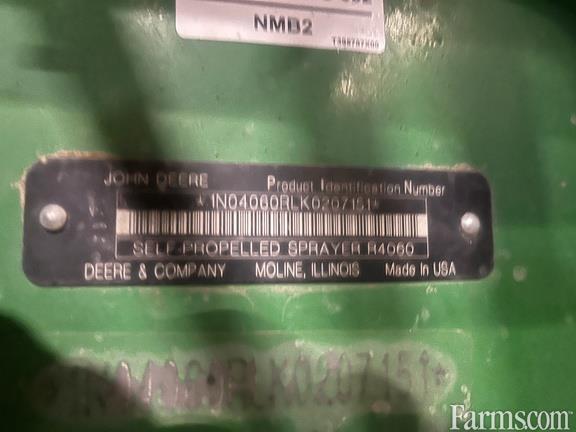 NMB2
JOHN DEERE Product Identification Number
*1N04060RLK0207151*
SELF-PROPELLED SPRAYER R4060
DEERE & COMPANY MOLINE, ILLINOIS Made in USA
*1N04060RLK0207151*
Farms.com